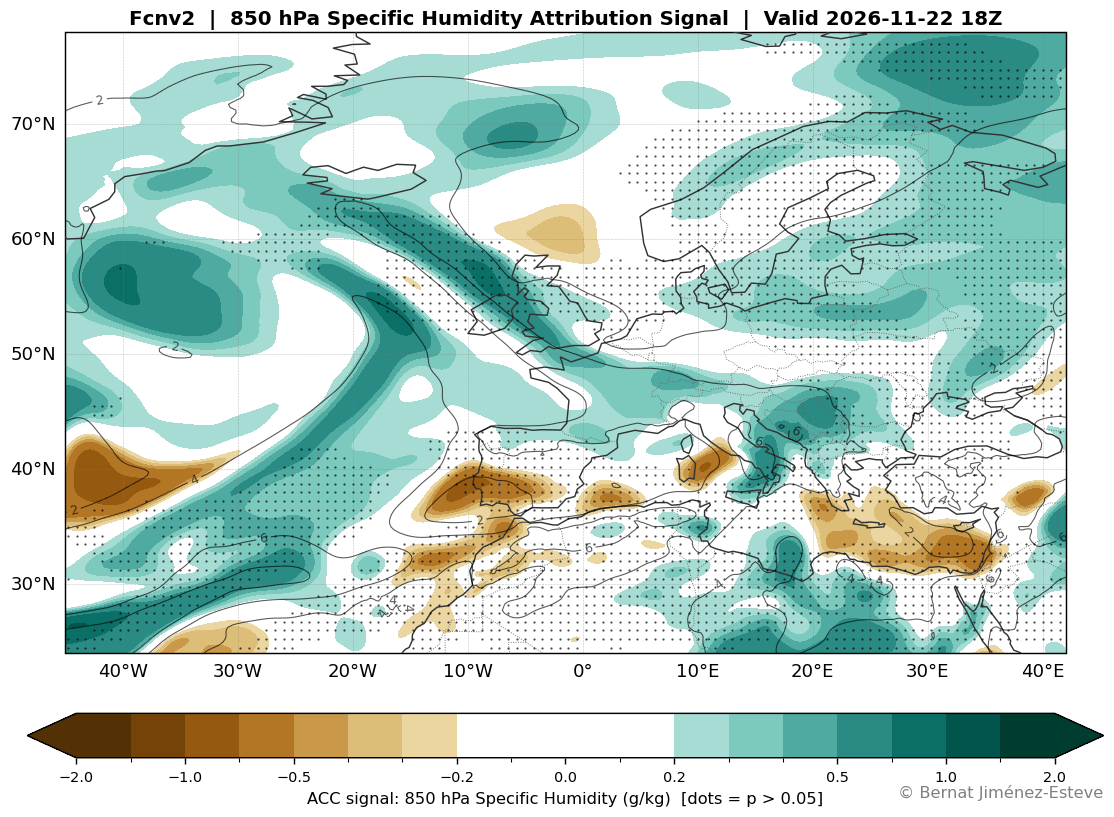 Fcnv2 | 850 hPa Specific Humidity Attribution Signal | Valid 2026-11-22 18Z
70°N
60°N
50°N
40°N
30°N
40°W 30°W 20°W 10°W 0° 10°E 20°E 30°E 40°E
−2.0 −1.0 −0.5 −0.2 0.0 0.2 0.5 1.0 2.0
ACC signal: 850 hPa Specific Humidity (g/kg) [dots = p > 0.05]
© Bernat Jiménez-Esteve